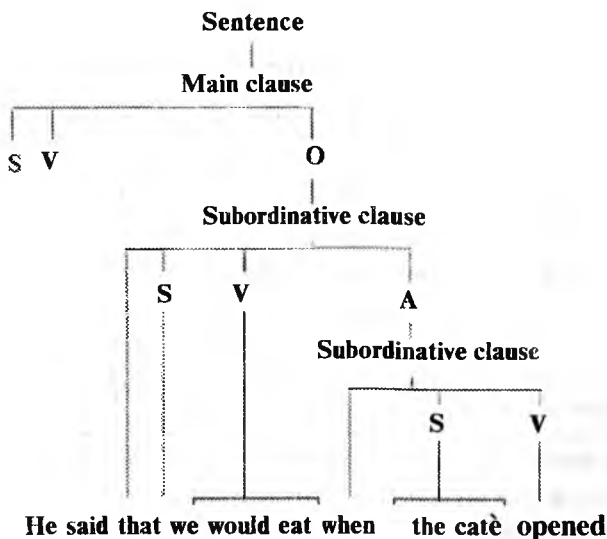 Sentence
Main clause
S V O
Subordinative clause
S V A
Subordinative clause
S V
He said that we would eat when the catè opened